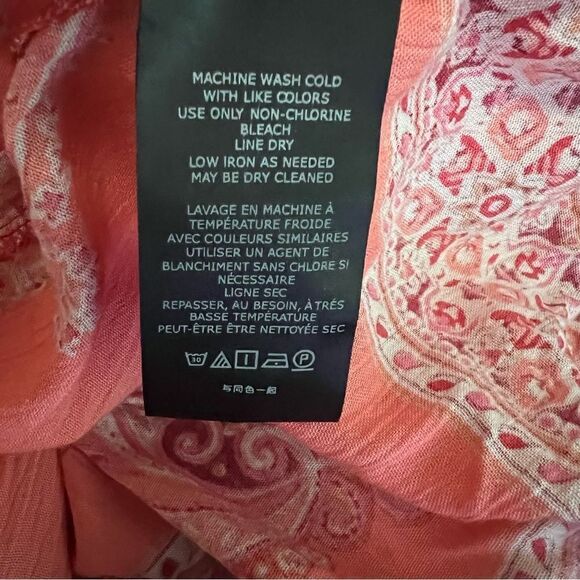 MACHINE WASH COLD
WITH LIKE COLORS
USE ONLY NON-CHLORINE
BLEACH
LINE DRY
LOW IRON AS NEEDED
MAY BE DRY CLEANED
LAVAGE EN MACHINE À
TEMPÉRATURE FROIDE
AVEC COULEURS SIMILAIRES
UTILISER UN AGENT DE
BLANCHIMENT SANS CHLORE SI
NÉCESSAIRE
LIGNE SEC
REPASSER, AU BESOIN, À TRÉS
BASSE TEMPÉRATURE
PEUT-ÊTRE ÊTRE NETTOYÉE SEC
30 P
与同色一起